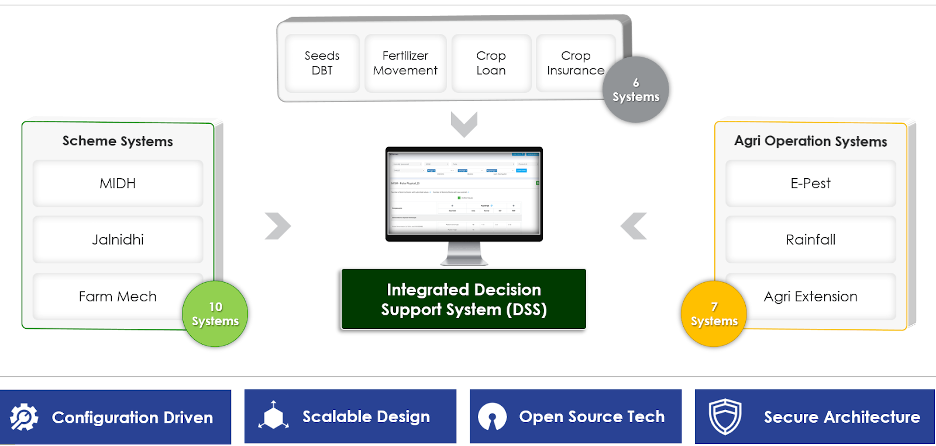 Seeds
DBT
Fertilizer
Movement
Crop
Loan
Crop
Insurance
6
Systems
Scheme Systems
MIDH
Jalnidhi
Farm Mech
10
Systems
Agri Operation Systems
E-Pest
Rainfall
Agri Extension
7
Systems
Integrated Decision
Support System (DSS)
Configuration Driven
Scalable Design
Open Source Tech
Secure Architecture